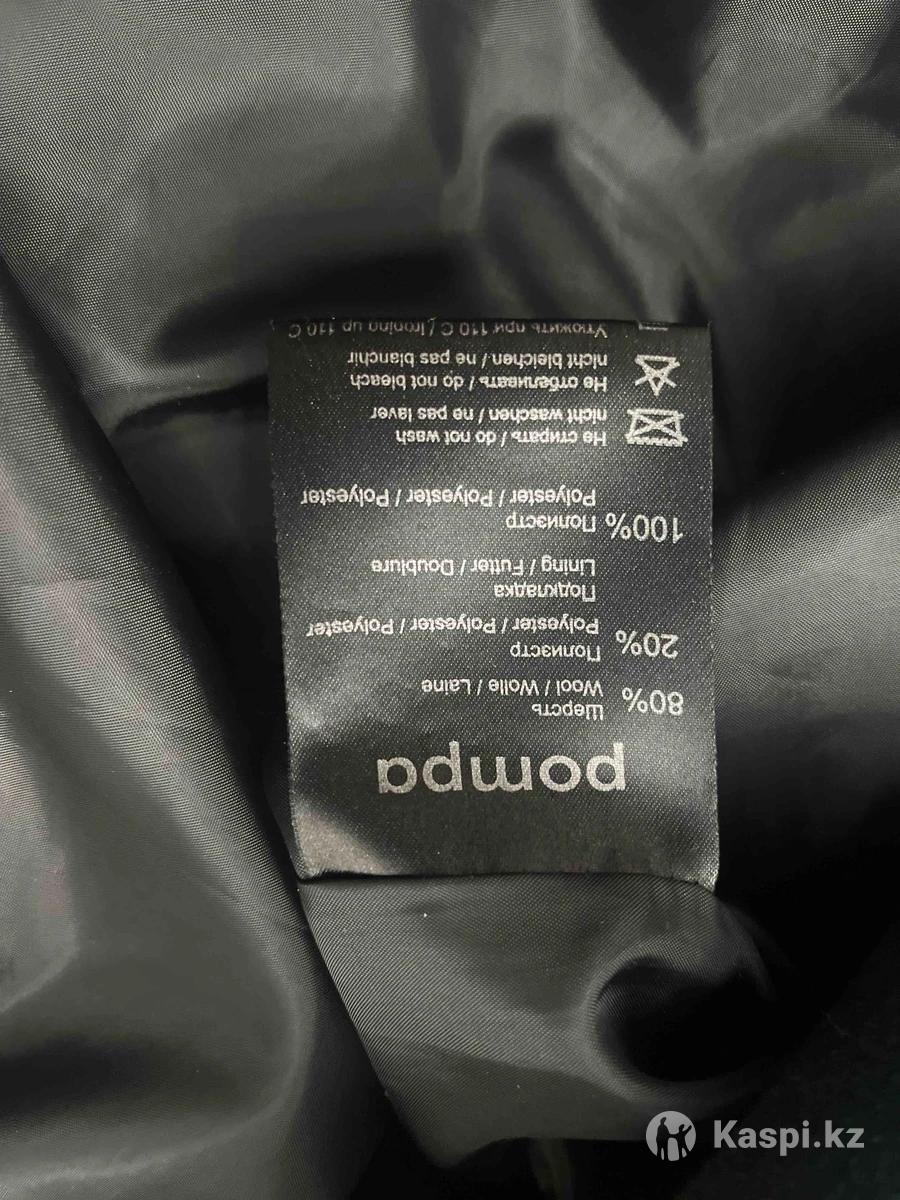 pompa
80% Шерсть
Wool / Wolle / Laine
20% Полиэстр
Polyester / Polyester / Polyester
Подкладка
Lining / Futter / Doublure
100% Полиэстр
Polyester / Polyester / Polyester
Не стирать / do not wash
nicht waschen / ne pas laver
Не отбеливать / do not bleach
nicht bleichen / ne pas blanchir
Утюжить при 110 С / Ironing up 110 C
Kaspi.kz